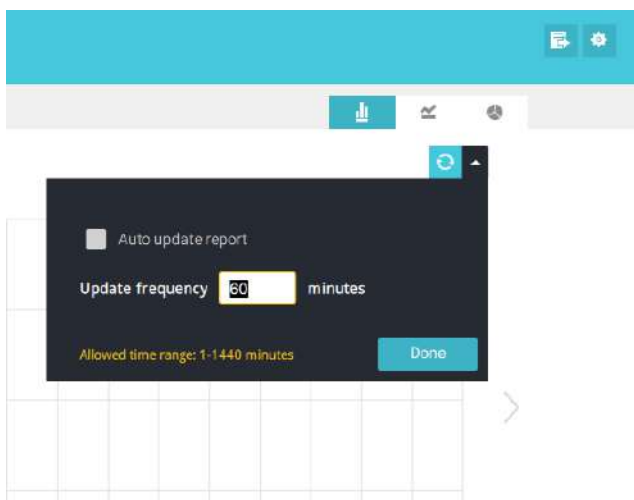 Auto update report
Update frequency 60 minutes
Allowed time range: 1-1440 minutes
Done